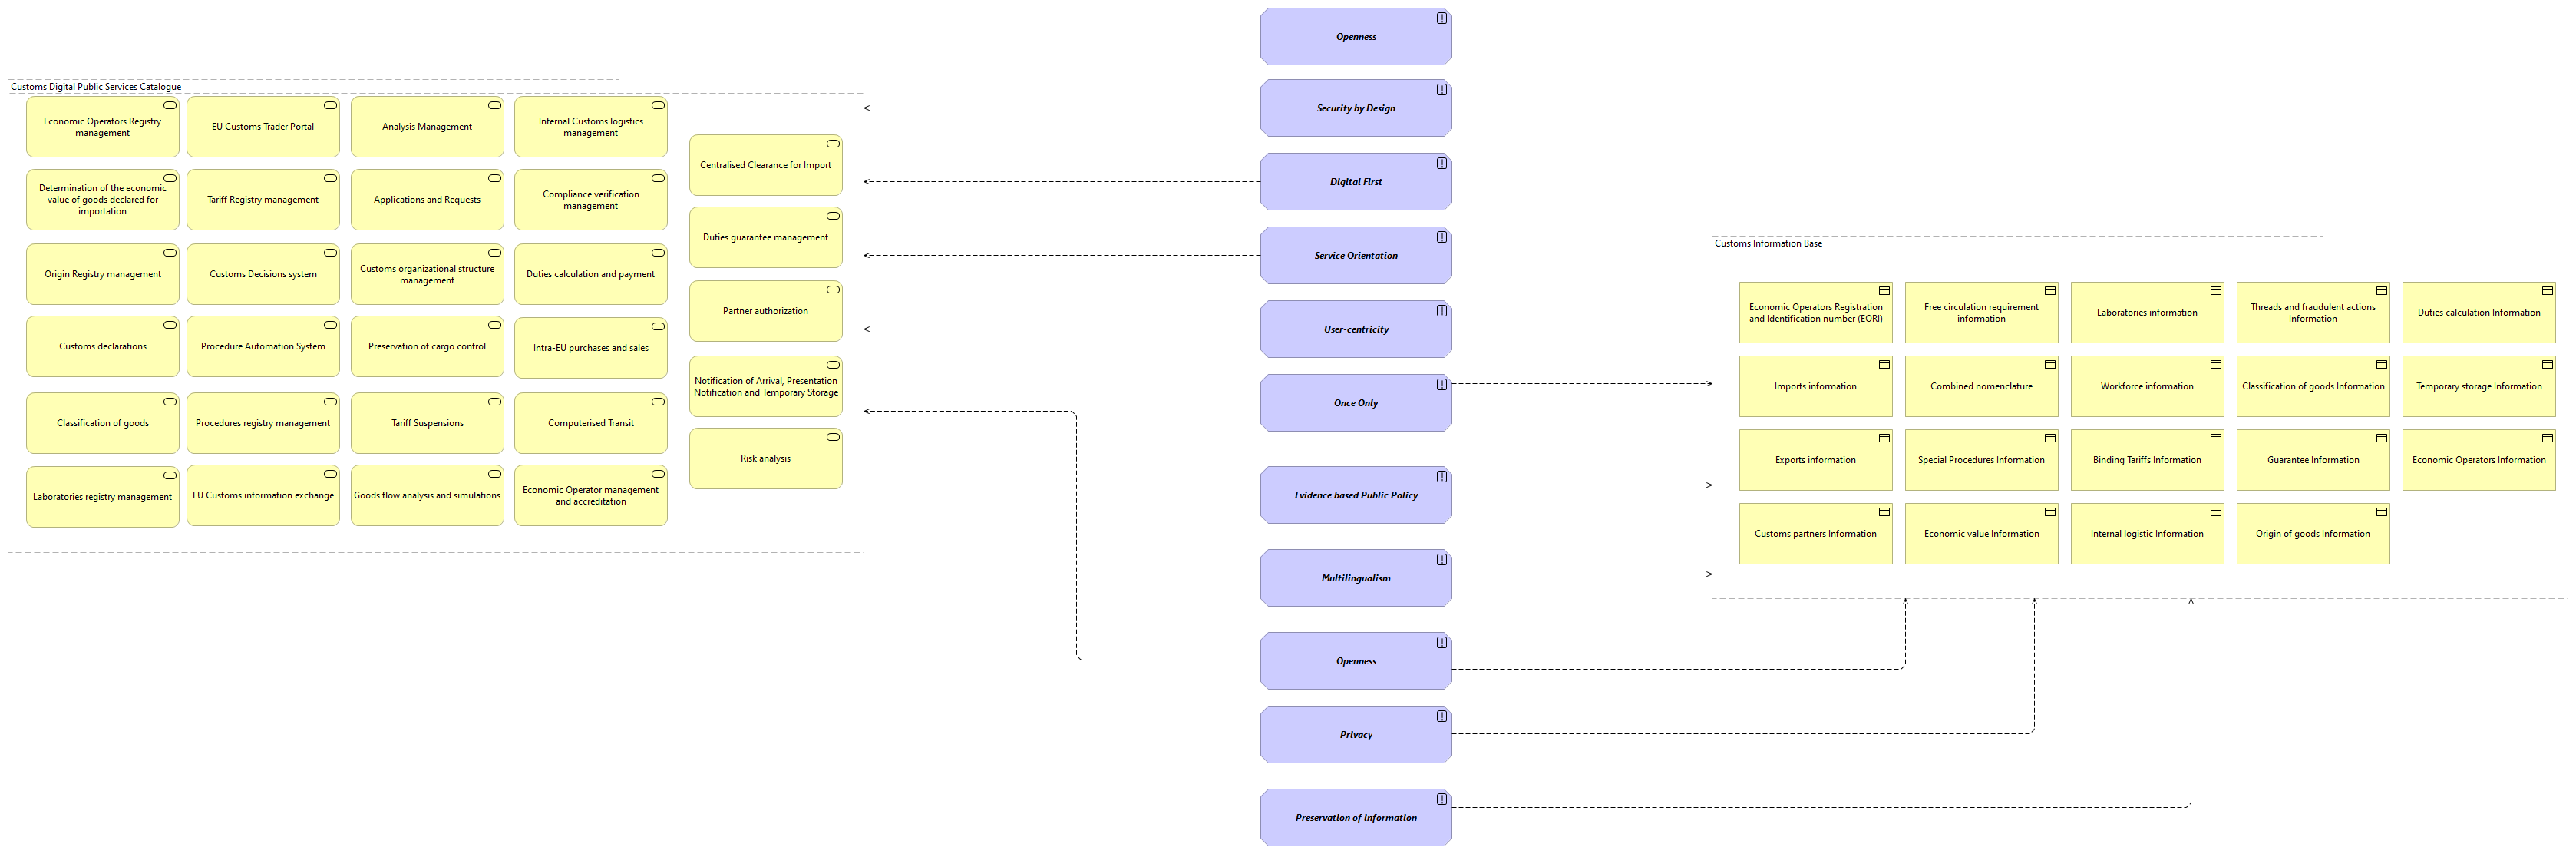 Openness
Customs Digital Public Services Catalogue
Economic Operators Registry
management
EU Customs Trader Portal
Analysis Management
Internal Customs logistics
management
Centralised Clearance for Import
Determination of the economic
value of goods declared for
importation
Tariff Registry management
Applications and Requests
Compliance verification
management
Duties guarantee management
Origin Registry management
Customs Decisions system
Customs organizational structure
management
Duties calculation and payment
Partner authorization
Customs declarations
Procedure Automation System
Preservation of cargo control
Intra-EU purchases and sales
Notification of Arrival, Presentation
Notification and Temporary Storage
Classification of goods
Procedures registry management
Tariff Suspensions
Computerised Transit
Risk analysis
Laboratories registry management
EU Customs information exchange
Goods flow analysis and simulations
Economic Operator management
and accreditation
Security by Design
Digital First
Service Orientation
User-centricity
Once Only
Evidence based Public Policy
Multilingualism
Openness
Privacy
Preservation of information
Customs Information Base
Economic Operators Registration
and Identification number (EORI)
Free circulation requirement
information
Laboratories information
Threads and fraudulent actions
Information
Duties calculation Information
Imports information
Combined nomenclature
Workforce information
Classification of goods Information
Temporary storage Information
Exports information
Special Procedures Information
Binding Tariffs Information
Guarantee Information
Economic Operators Information
Customs partners Information
Economic value Information
Internal logistic Information
Origin of goods Information